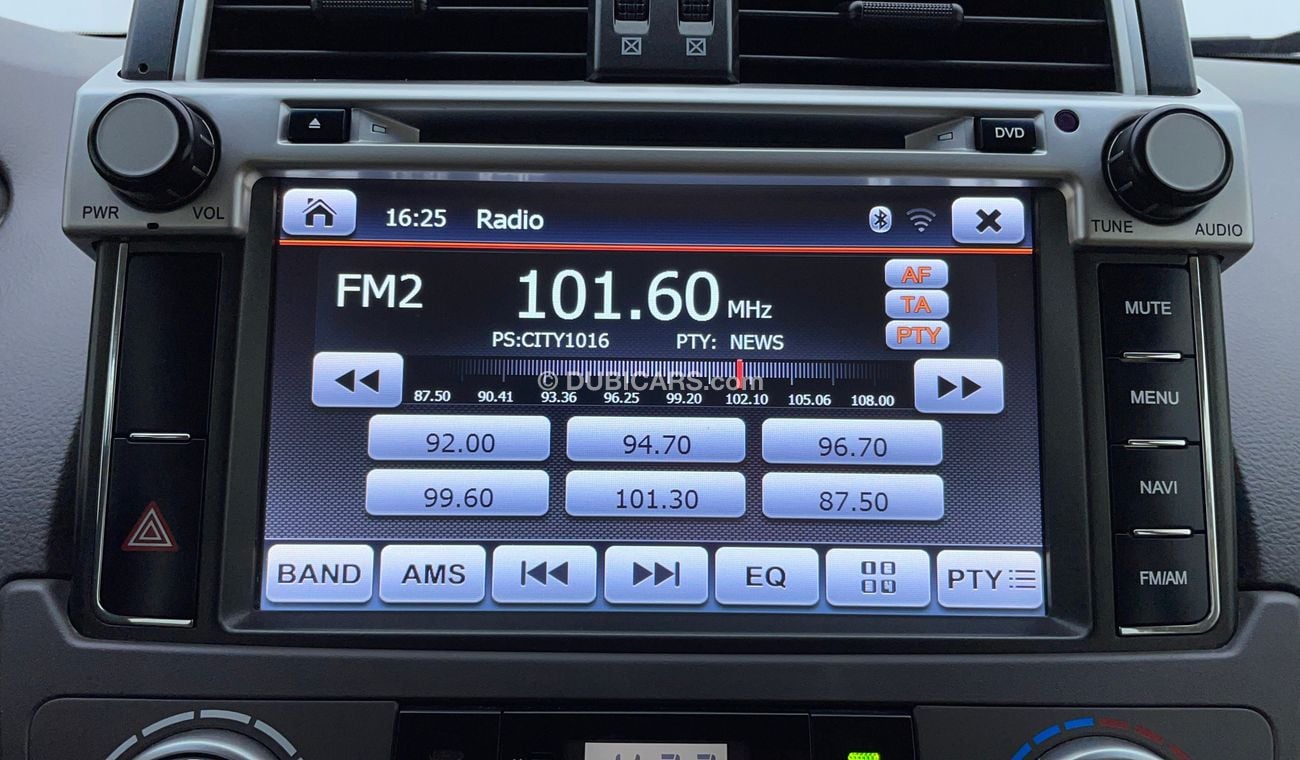 DVD
PWR VOL
TUNE AUDIO
16:25 Radio
FM2 101.60 MHz
AF
TA
PTY
PS:CITY1016 PTY: NEWS
© DUBICARS.com
87.50 90.41 93.36 96.25 99.20 102.10 105.06 108.00
92.00 94.70 96.70
99.60 101.30 87.50
BAND AMS EQ PTY
MUTE
MENU
NAVI
FM/AM